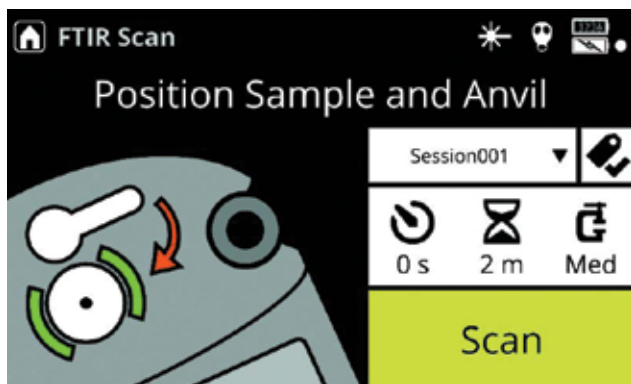 FTIR Scan
Position Sample and Anvil
Session001
0 s
2 m
Med
Scan